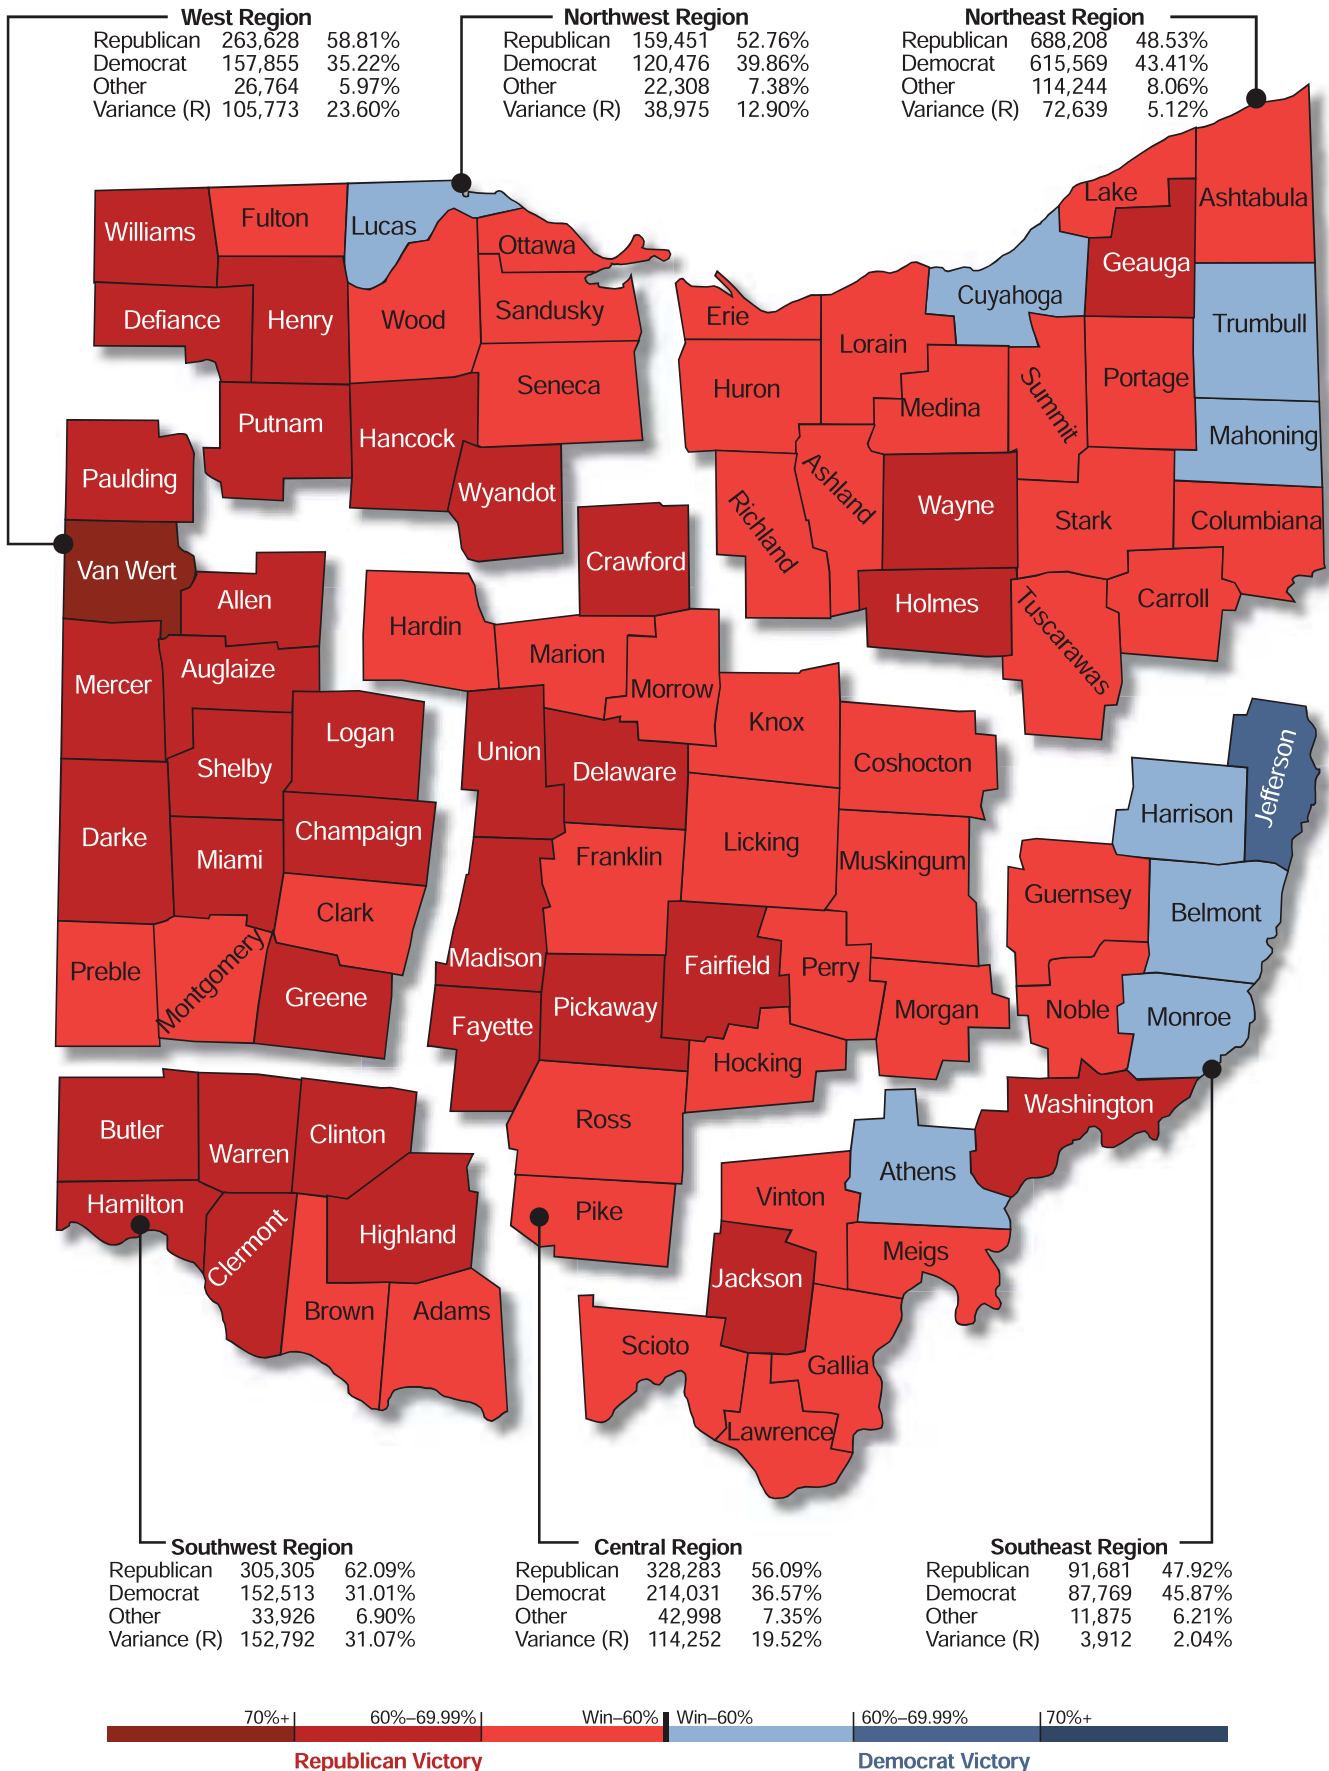 West Region
Republican 263,628 58.81%
Democrat 157,855 35.22%
Other 26,764 5.97%
Variance (R) 105,773 23.60%
Northwest Region
Republican 159,451 52.76%
Democrat 120,476 39.86%
Other 22,308 7.38%
Variance (R) 38,975 12.90%
Northeast Region
Republican 688,208 48.53%
Democrat 615,569 43.41%
Other 114,244 8.06%
Variance (R) 72,639 5.12%
Williams
Fulton
Lucas
Ottawa
Defiance
Henry
Wood
Sandusky
Seneca
Putnam
Hancock
Wyandot
Lake
Ashtabula
Geauga
Cuyahoga
Trumbull
Erie
Lorain
Huron
Medina
Summit
Portage
Mahoning
Richland
Ashland
Wayne
Stark
Columbiana
Holmes
Tuscarawas
Carroll
Paulding
Van Wert
Allen
Mercer
Auglaize
Logan
Shelby
Darke
Miami
Champaign
Clark
Preble
Montgomery
Greene
Crawford
Hardin
Marion
Morrow
Knox
Union
Delaware
Coshocton
Franklin
Licking
Muskingum
Madison
Fairfield
Perry
Pickaway
Fayette
Morgan
Hocking
Ross
Pike
Jefferson
Harrison
Guernsey
Belmont
Noble
Monroe
Washington
Athens
Vinton
Meigs
Jackson
Scioto
Gallia
Lawrence
Butler
Warren
Clinton
Hamilton
Clermont
Highland
Brown
Adams
Southwest Region
Republican 305,305 62.09%
Democrat 152,513 31.01%
Other 33,926 6.90%
Variance (R) 152,792 31.07%
Central Region
Republican 328,283 56.09%
Democrat 214,031 36.57%
Other 42,998 7.35%
Variance (R) 114,252 19.52%
Southeast Region
Republican 91,681 47.92%
Democrat 87,769 45.87%
Other 11,875 6.21%
Variance (R) 3,912 2.04%
70%+ 60%–69.99% Win–60% Win–60% 60%–69.99% 70%+
Republican Victory Democrat Victory